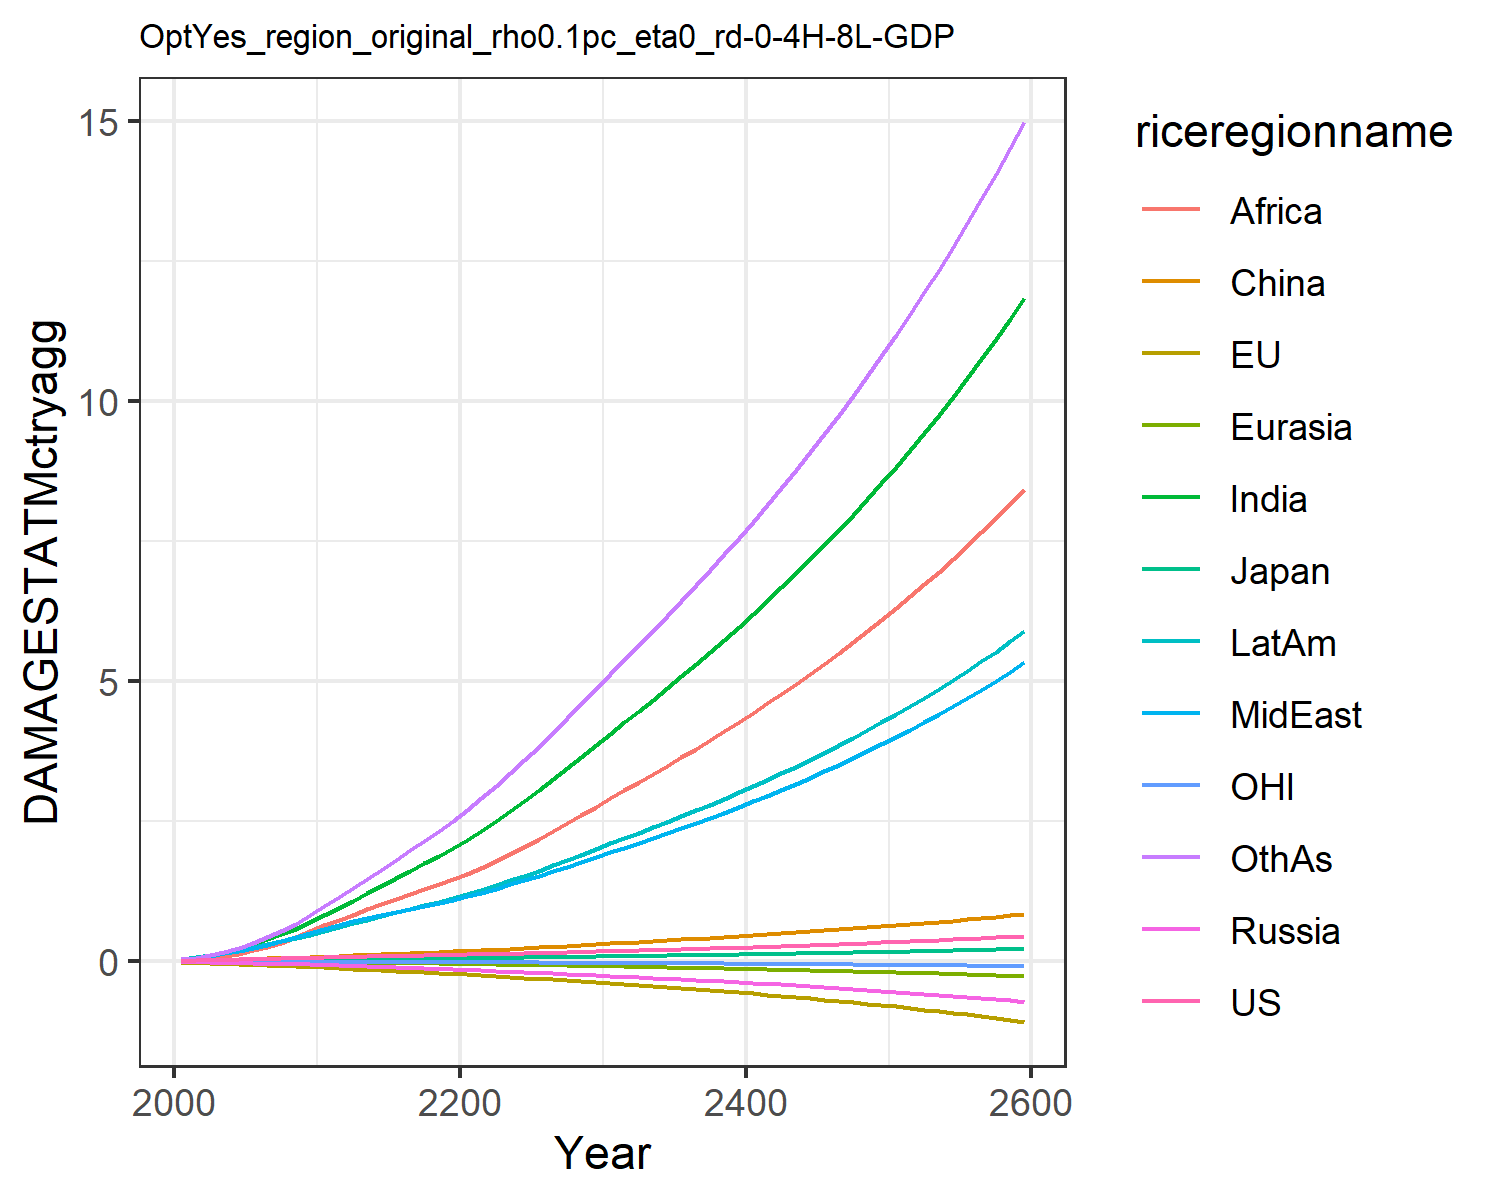 OptYes_region_original_rho0.1pc_eta0_rd-0-4H-8L-GDP
15
10
5
0
DAMAGESTATMctryagg
2000
2200
2400
2600
Year
riceregionname
Africa
China
EU
Eurasia
India
Japan
LatAm
MidEast
OHI
OthAs
Russia
US